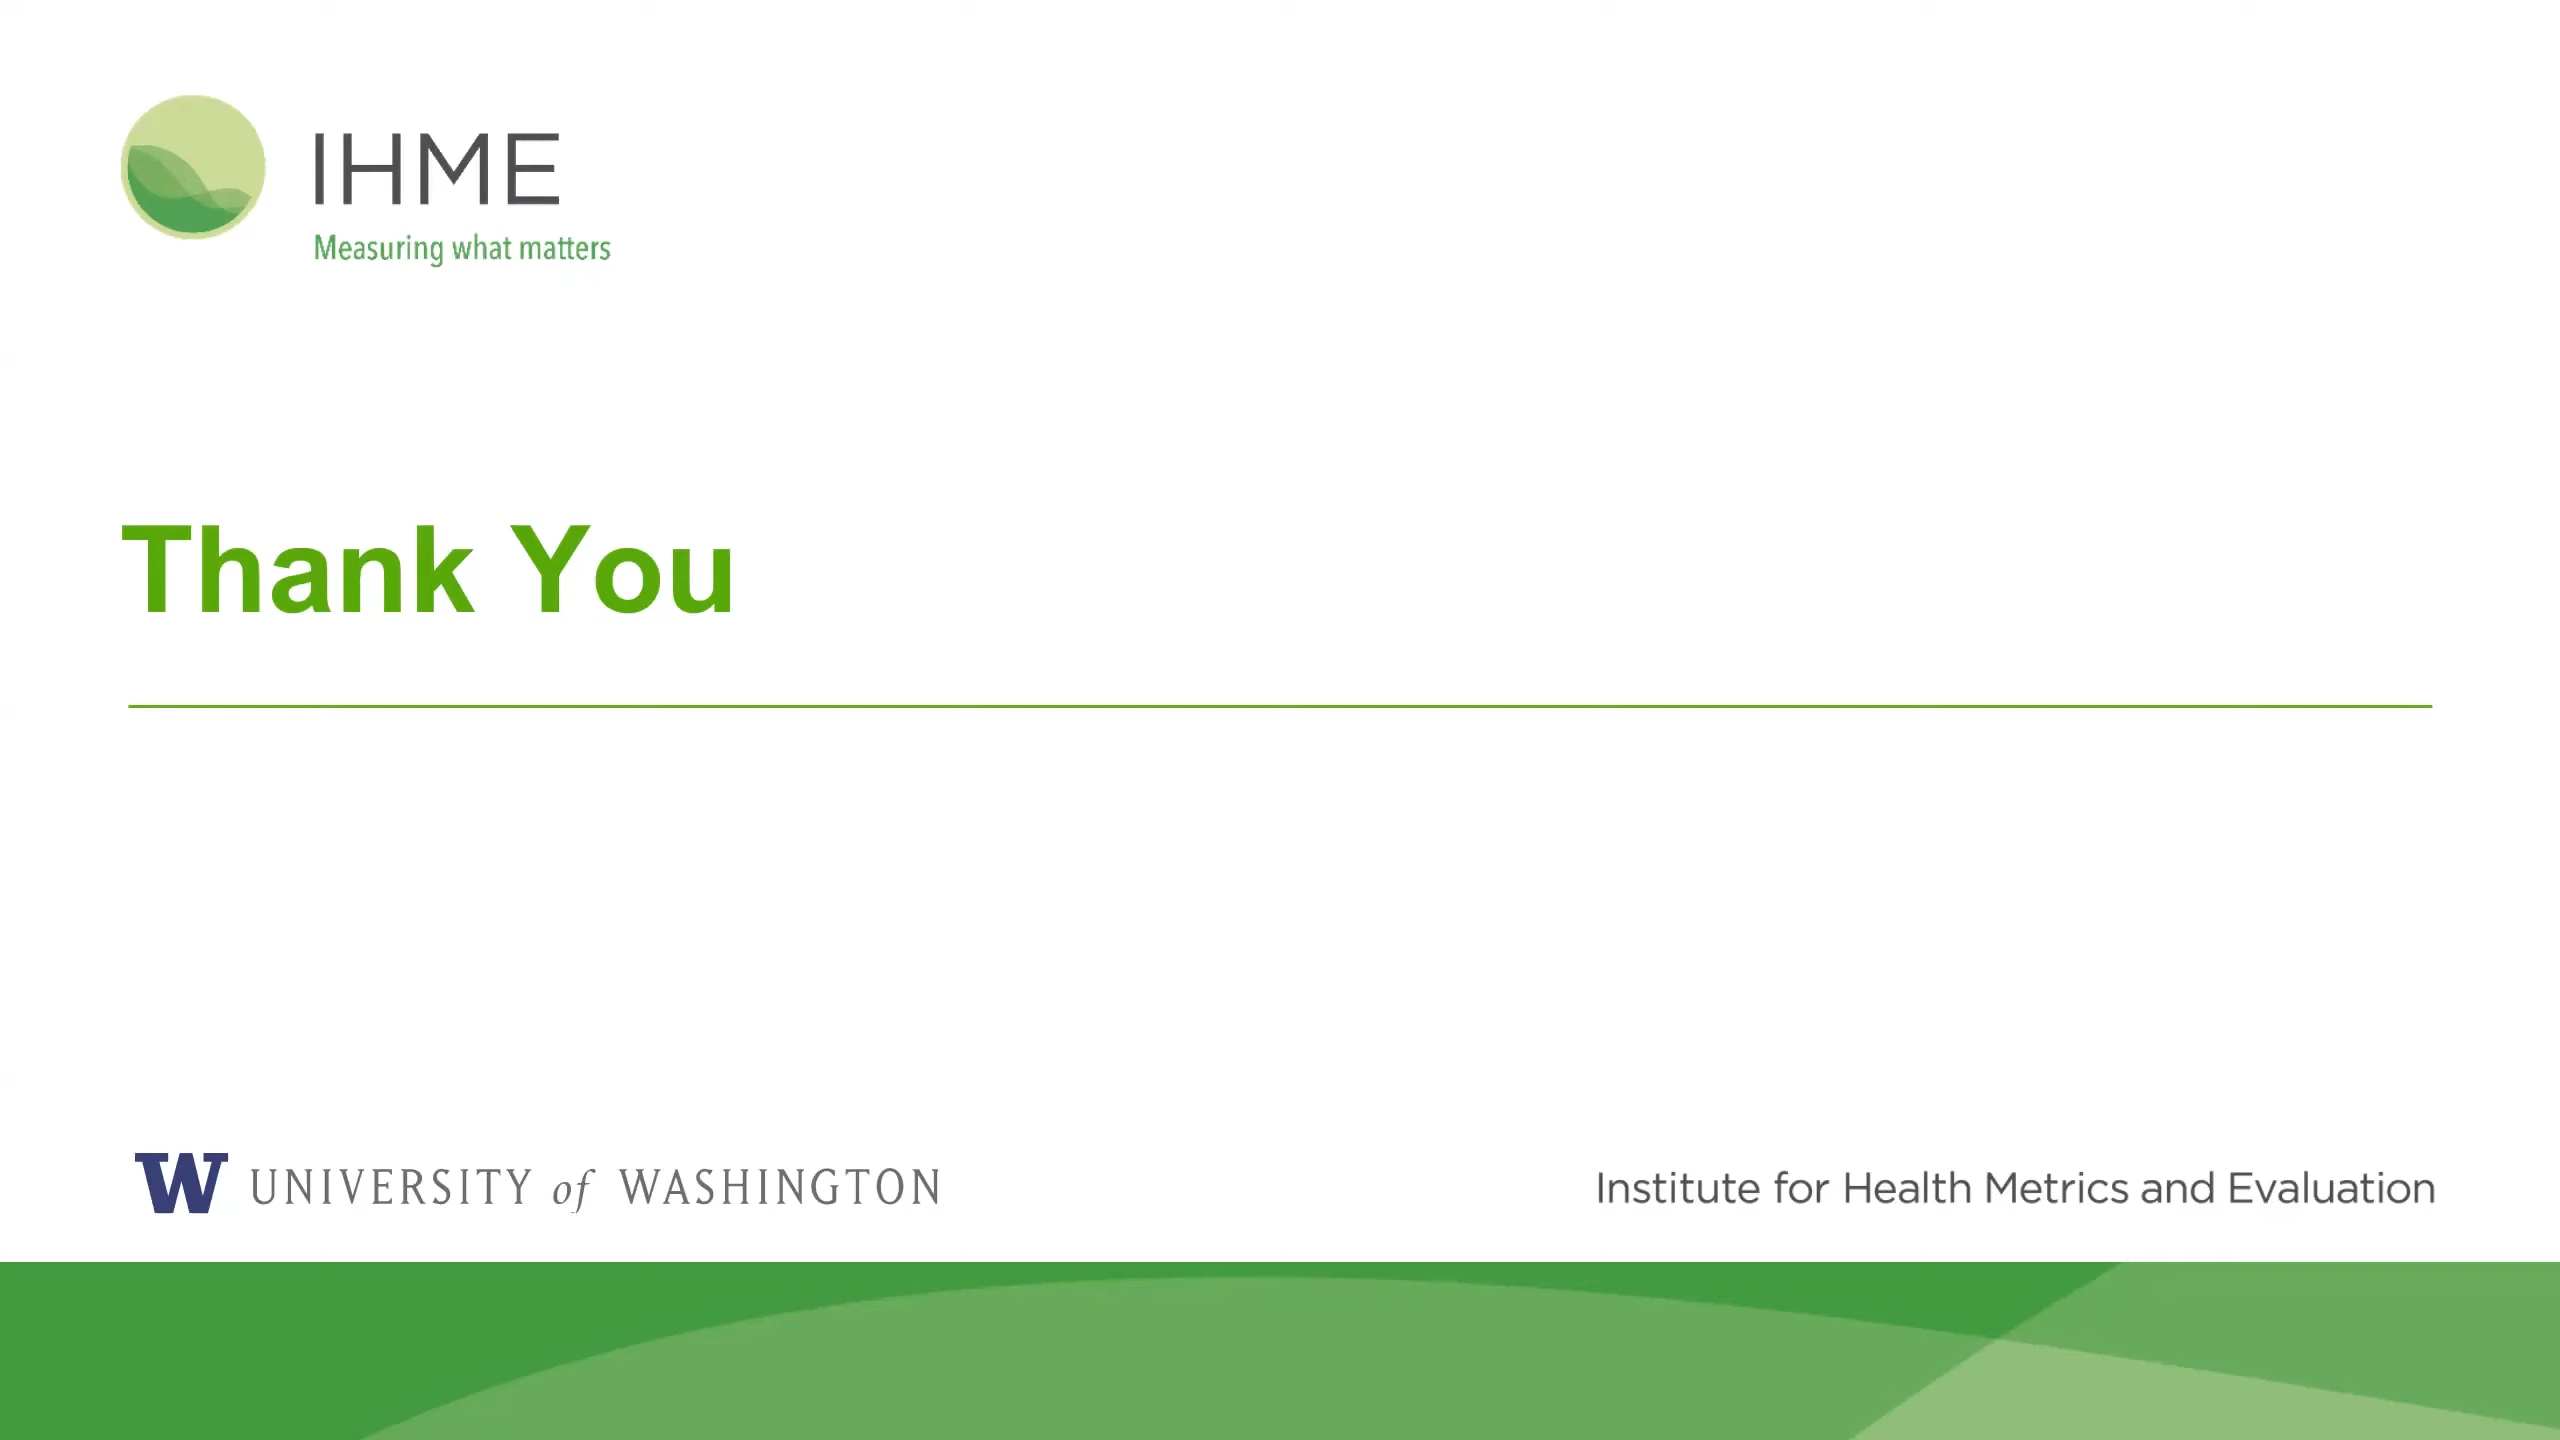 IHME
Measuring what matters
Thank You
W UNIVERSITY of WASHINGTON
Institute for Health Metrics and Evaluation